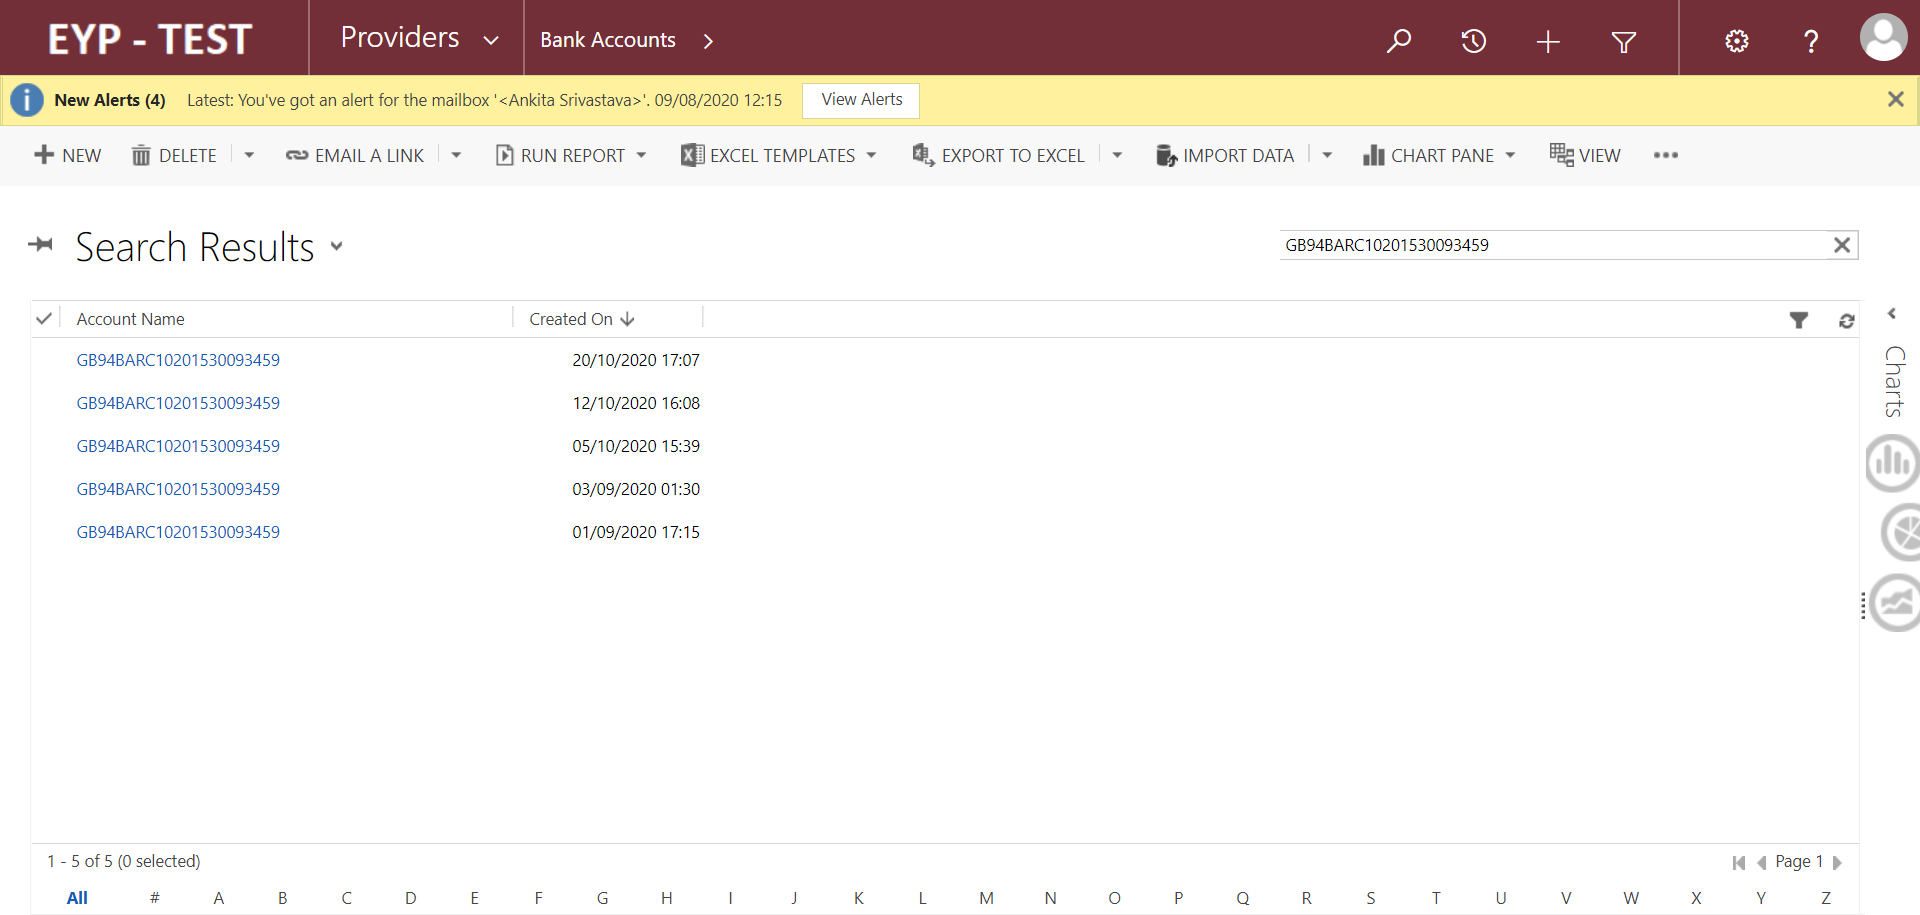 EYP - TEST Providers Bank Accounts
New Alerts (4) Latest: You've got an alert for the mailbox '<Ankita Srivastava>'. 09/08/2020 12:15 View Alerts
NEW DELETE EMAIL A LINK RUN REPORT EXCEL TEMPLATES EXPORT TO EXCEL IMPORT DATA CHART PANE VIEW
Search Results GB94BARC10201530093459
Account Name Created On
GB94BARC10201530093459 20/10/2020 17:07
GB94BARC10201530093459 12/10/2020 16:08
GB94BARC10201530093459 05/10/2020 15:39
GB94BARC10201530093459 03/09/2020 01:30
GB94BARC10201530093459 01/09/2020 17:15
Charts
1 - 5 of 5 (0 selected) Page 1
All # A B C D E F G H I J K L M N O P Q R S T U V W X Y Z